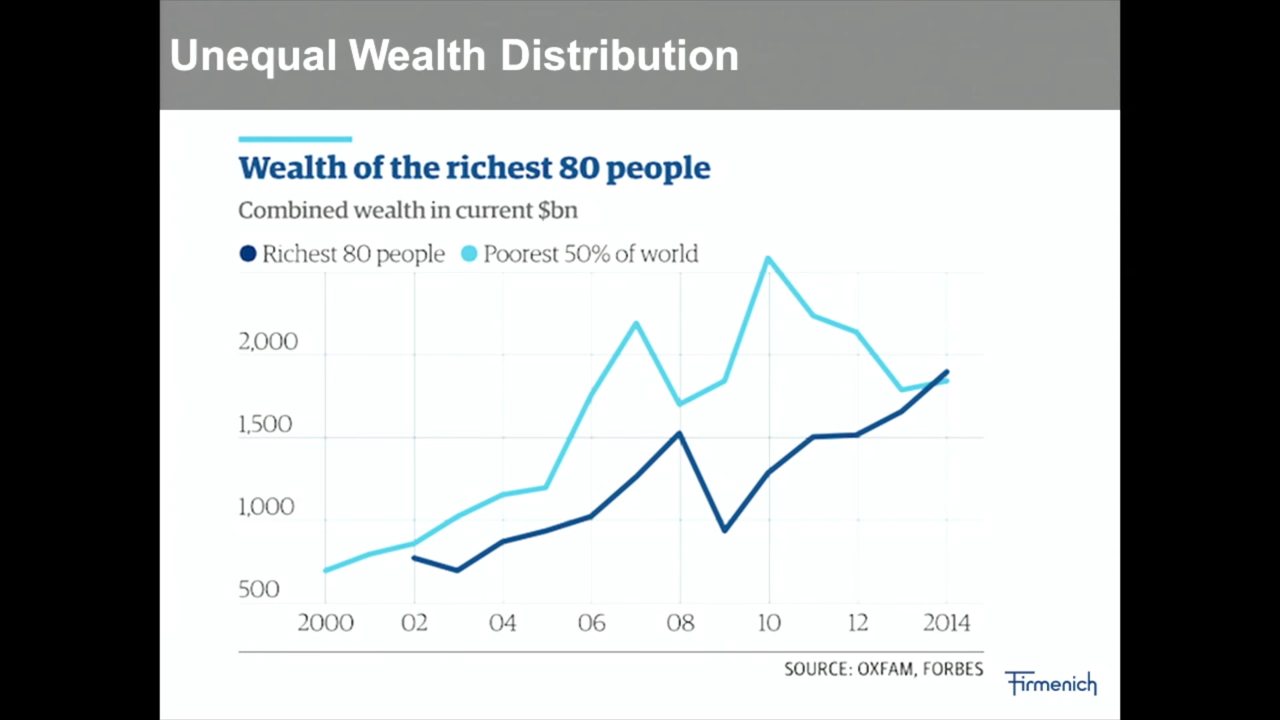 Unequal Wealth Distribution
Wealth of the richest 80 people
Combined wealth in current $bn
Richest 80 people Poorest 50% of world
2,000
1,500
1,000
500
2000 02 04 06 08 10 12 2014
SOURCE: OXFAM, FORBES
Firmenich